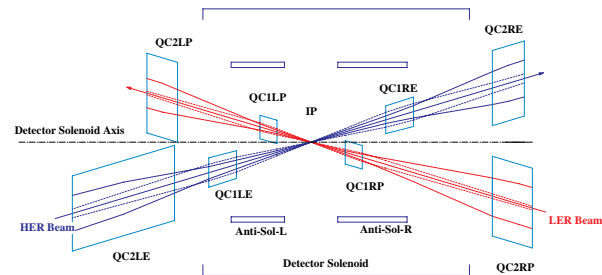 QC2LP
QC2RE
QC1LP
QC1RE
IP
Detector Solenoid Axis
QC1LE
QC1RP
HER Beam
Anti-Sol-L
Anti-Sol-R
LER Beam
QC2LE
Detector Solenoid
QC2RP